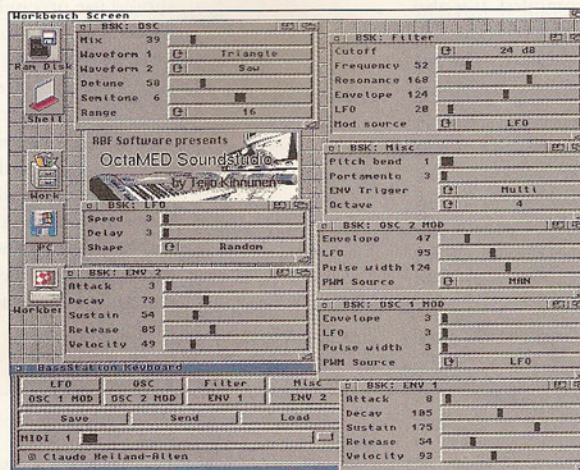 Workbench Screen
Ram Disk
Shell
Work
PC
Workben
BSK: OSC
Mix 39
Waveform 1 Triangle
Waveform 2 Saw
Detune 58
Semitone 6
Range 16
BSK: Filter
Cutoff 24 dB
Frequency 52
Resonance 168
Envelope 124
LFO 20
Mod source LFO
RBF Software presents
OctaMED Soundstudio
by Teijo Kinnunen
BSK: Misc
Pitch bend 1
Portamento 3
ENV Trigger Multi
Octave 4
BSK: LFO
Speed 3
Delay 3
Shape Random
BSK: OSC 2 MOD
Envelope 47
LFO 95
Pulse width 124
PWM Source MAN
BSK: ENV 2
Attack 3
Decay 73
Sustain 54
Release 85
Velocity 49
BSK: OSC 1 MOD
Envelope 3
LFO 3
Pulse width 3
PWM Source LFO
BassStation Keyboard
LFO OSC Filter Misc
OSC 1 MOD OSC 2 MOD ENV 1 ENV 2
Save Send Load
MIDI 1
© Claude Heiland-Allen
BSK: ENV 1
Attack 8
Decay 105
Sustain 175
Release 54
Velocity 93